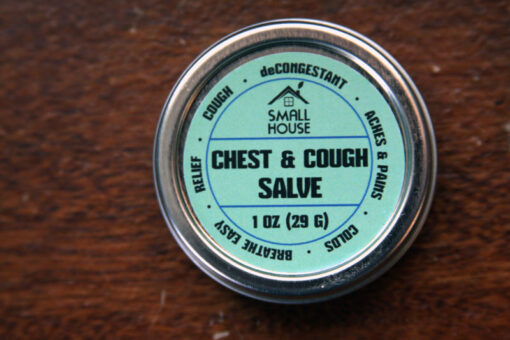 SMALL
HOUSE
CHEST & COUGH
SALVE
1 OZ (29 G)
RELIEF • COUGH • deCONGESTANT • ACHES & PAINS • COLDS • BREATHE EASY •